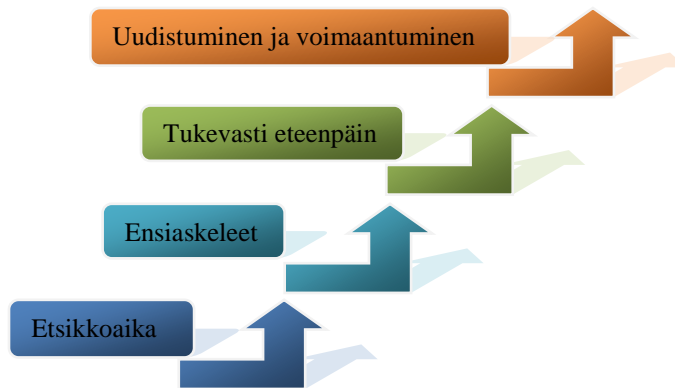 Uudistuminen ja voimaantuminen
Tukevasti eteenpäin
Ensiaskeleet
Etsikkoaika